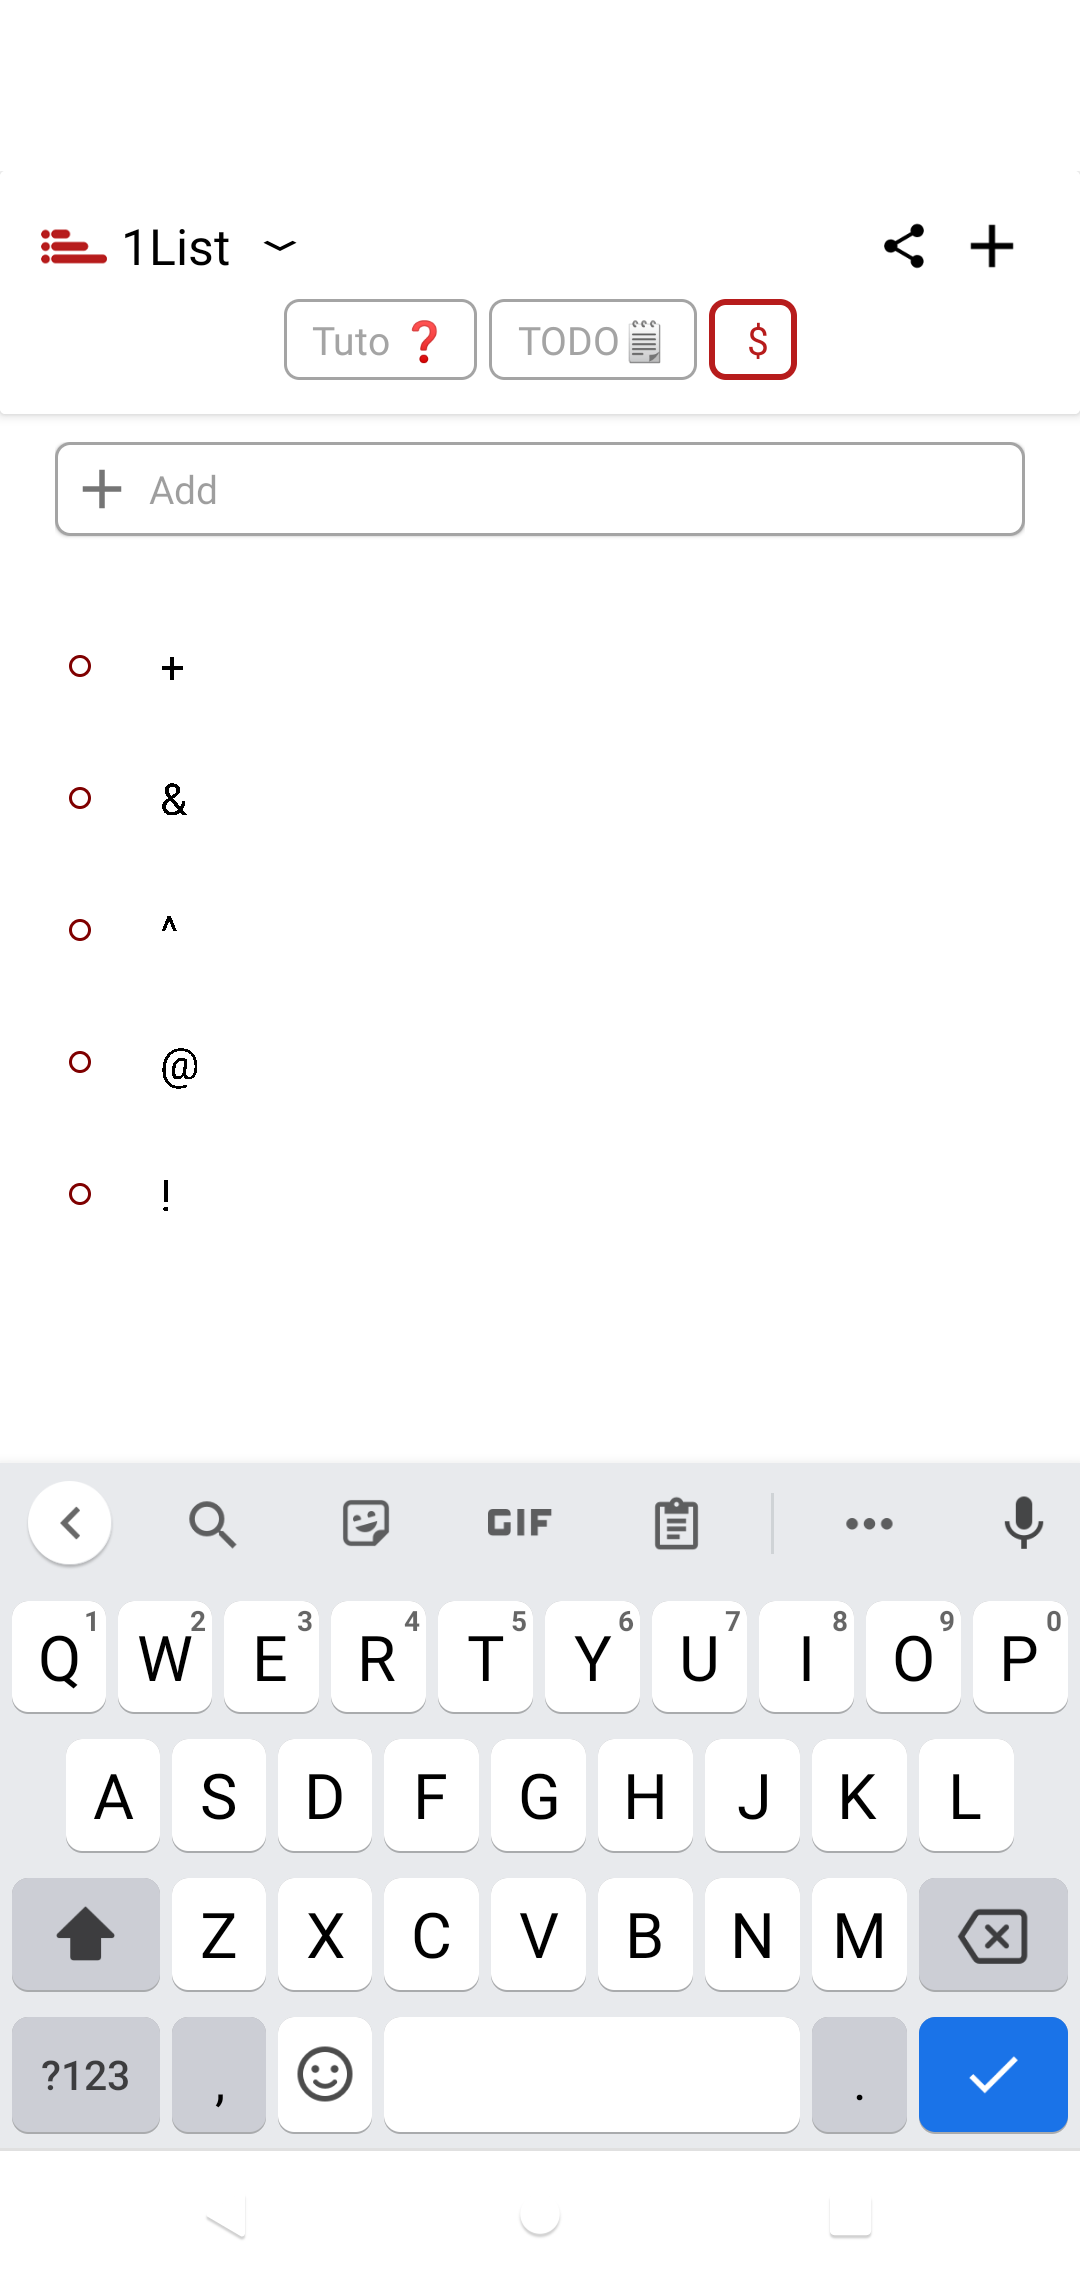 1List
Tuto ❓ TODO🗒 $
Add
+
&
^
@
!
GIF
Q 1 W 2 E 3 R 4 T 5 Y 6 U 7 I 8 O 9 P 0
A S D F G H J K L
Z X C V B N M
?123 , .